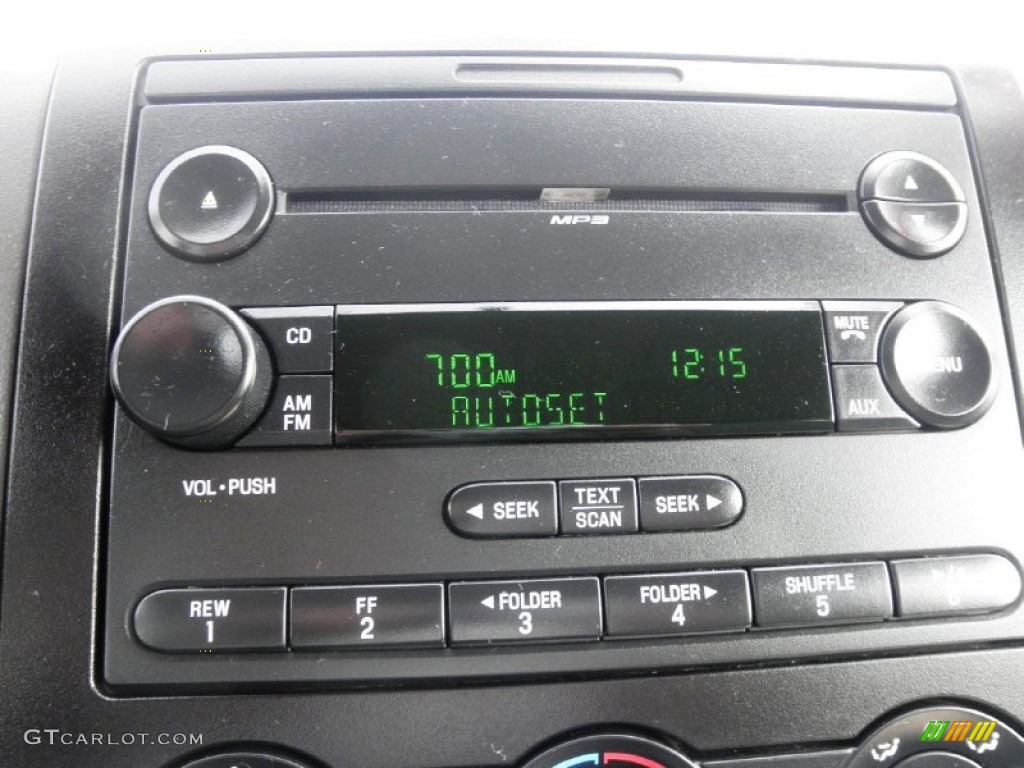 MP3
CD
MUTE
700AM 12:15
MENU
AM
FM
AUTOSET
AUX
VOL•PUSH
◄ SEEK
TEXT
SCAN
SEEK ►
REW
1
FF
2
◄FOLDER
3
FOLDER►
4
SHUFFLE
5
GTCARLOT.COM